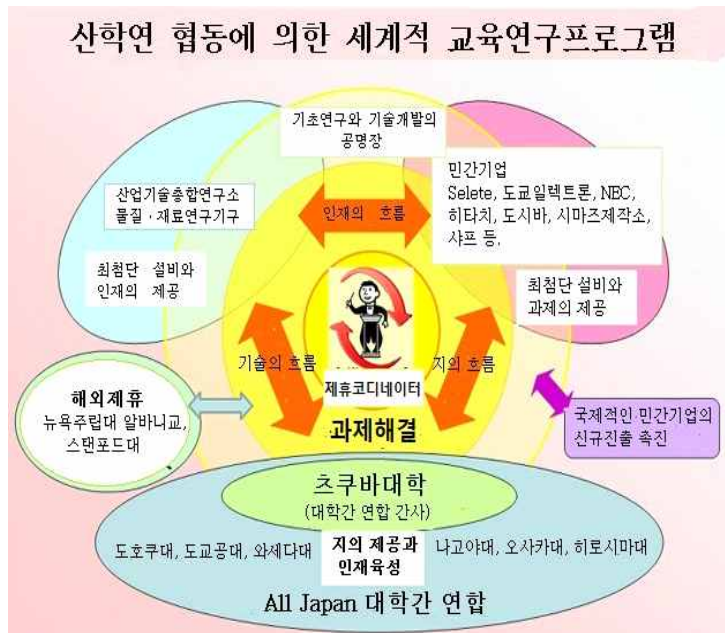 산학연 협동에 의한 세계적 교육연구프로그램
기초연구와 기술개발의
공명장
산업기술총합연구소
물질·재료연구기구
인재의 흐름
민간기업
Selete, 도쿄일렉트론, NEC,
히타치, 도시바, 시마즈제작소,
샤프 등.
최첨단 설비와
인재의 제공
최첨단 설비와
과제의 제공
기술의 흐름
지의 흐름
제휴코디네이터
과제해결
해외제휴
뉴욕주립대 알바니교,
스탠포드대
국제적인 민간기업의
신규진출 촉진
츠쿠바대학
(대학간 연합 간사)
도호쿠대, 도쿄공대, 와세다대
지의 제공과
인재육성
나고야대, 오사카대, 히로시마대
All Japan 대학간 연합